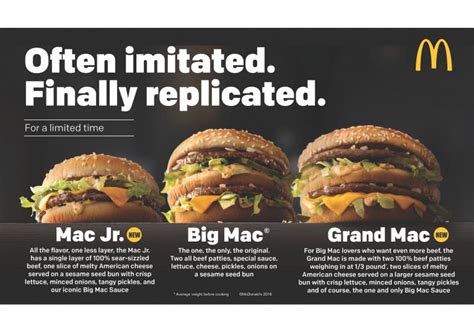 Often imitated.
Finally replicated.
For a limited time
Mac Jr. NEW
All the flavor, one less layer, the Mac Jr.
has a single layer of 100% sear-sizzled
beef, one slice of melty American cheese
served on a sesame seed bun with crisp
lettuce, minced onions, tangy pickles, and
our iconic Big Mac Sauce
Big Mac®
The one, the only, the original.
Two all beef patties, special sauce,
lettuce, cheese, pickles, onions on
a sesame seed bun
* Average weight before cooking ©McDonald's 2016
Grand Mac NEW
For Big Mac lovers who want even more beef, the
Grand Mac is made with two 100% beef patties
weighing in at 1/3 pound*, two slices of melty
American cheese served on a larger sesame seed
bun with crisp lettuce, minced onions, tangy pickles
and of course, the one and only Big Mac Sauce